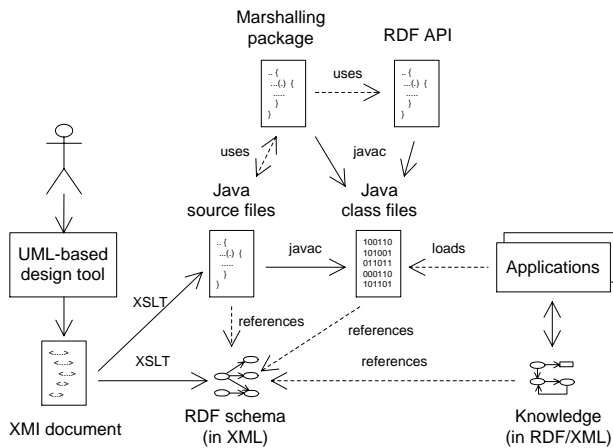 Marshalling
package
RDF API
.. {
...(.) {
.....
}
}
.. {
...(.) {
.....
}
}
uses
uses
javac
Java
source files
Java
class files
.. {
...(.) {
.....
}
}
javac
100110
101001
011011
000110
101101
loads
Applications
UML-based
design tool
XSLT
references
references
<....>
<....>
<...>
<.>
<..>
XSLT
references
XMI document
RDF schema
(in XML)
Knowledge
(in RDF/XML)